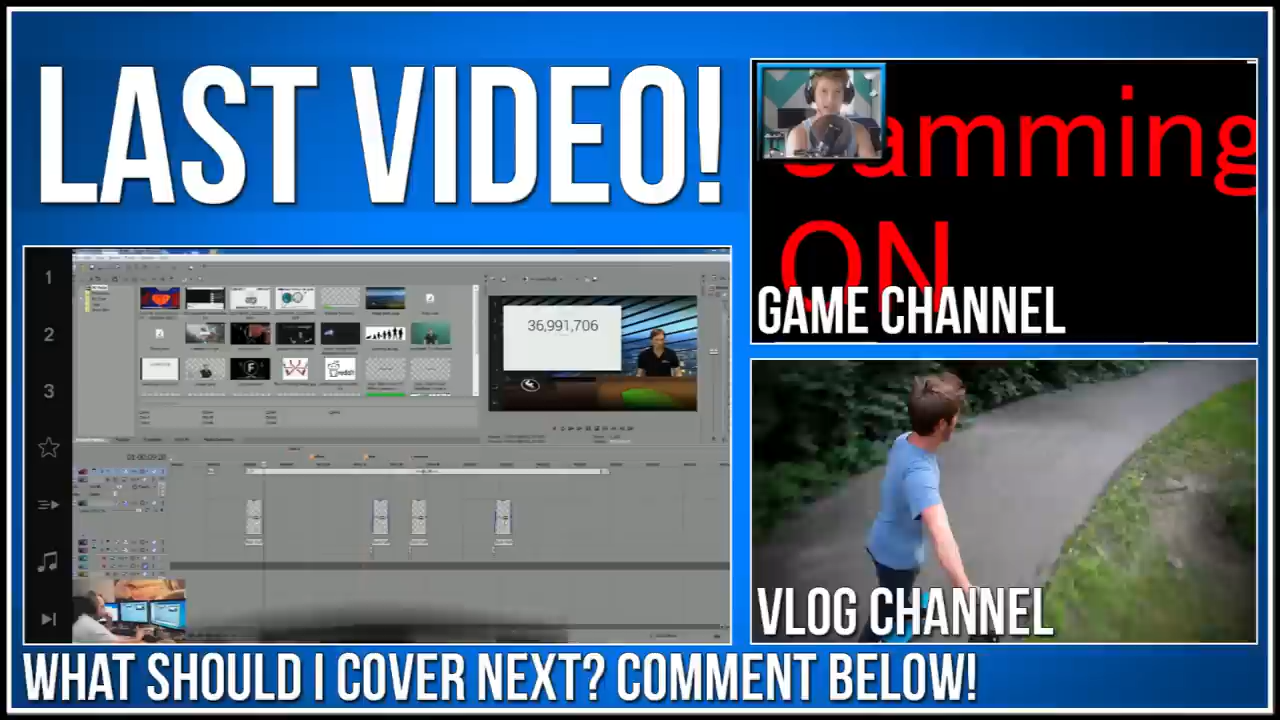 LAST VIDEO!
amming
ON
GAME CHANNEL
1
2
3
36,991,706
reddit
VLOG CHANNEL
WHAT SHOULD I COVER NEXT? COMMENT BELOW!